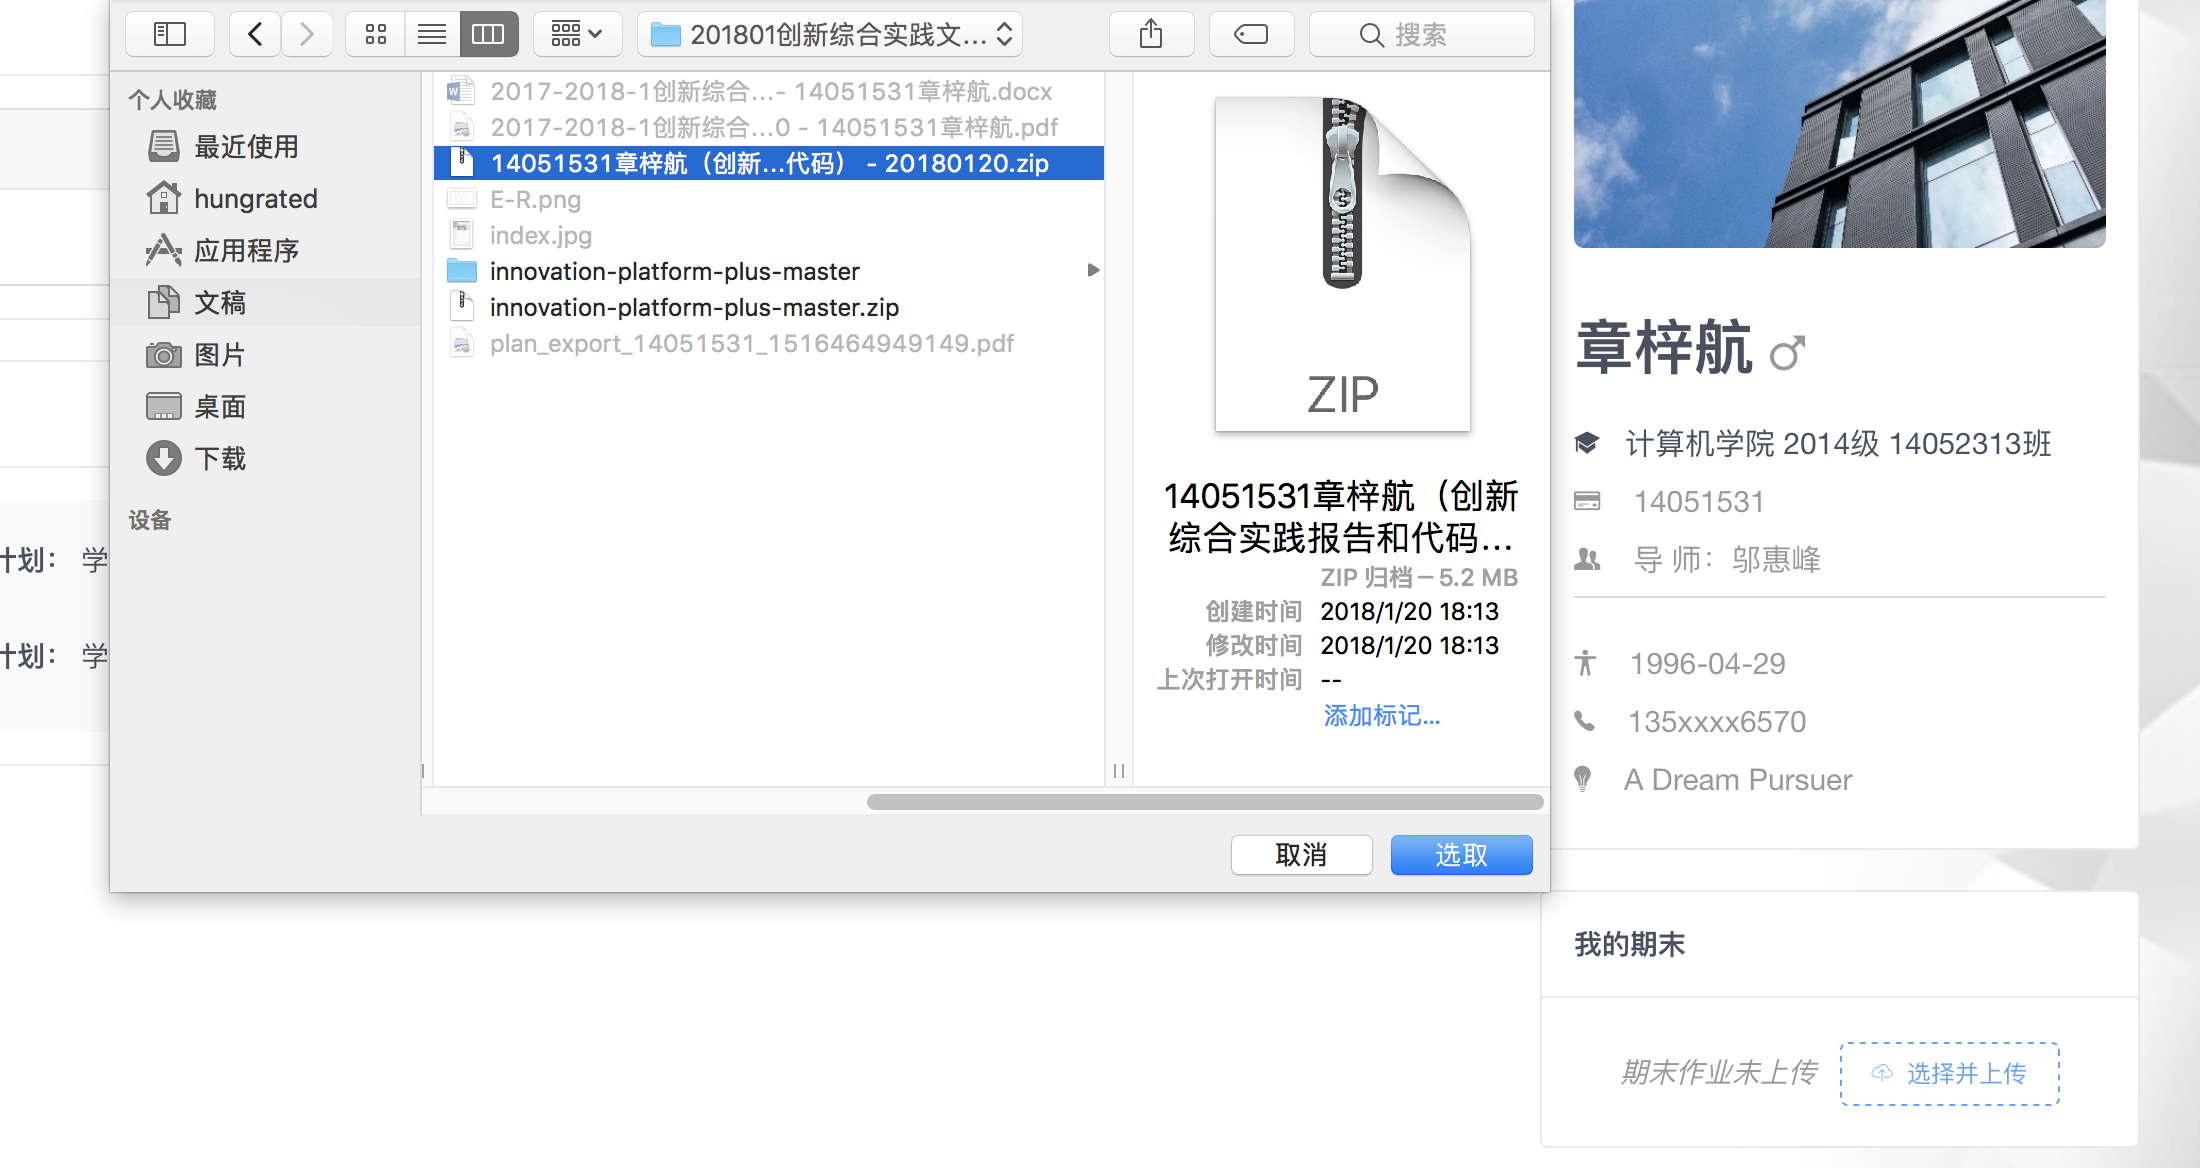 201801创新综合实践文...
搜索
个人收藏
最近使用
hungrated
应用程序
文稿
图片
桌面
下载
设备
2017-2018-1创新综合...- 14051531章梓航.docx
2017-2018-1创新综合...0 - 14051531章梓航.pdf
14051531章梓航（创新...代码） - 20180120.zip
E-R.png
index.jpg
innovation-platform-plus-master
innovation-platform-plus-master.zip
plan_export_14051531_1516464949149.pdf
ZIP
14051531章梓航（创新
综合实践报告和代码...
ZIP 归档 – 5.2 MB
创建时间 2018/1/20 18:13
修改时间 2018/1/20 18:13
上次打开时间 --
添加标记...
取消
选取
计划： 学
计划： 学
章梓航
计算机学院 2014级 14052313班
14051531
导 师： 邬惠峰
1996-04-29
135xxxx6570
A Dream Pursuer
我的期末
期末作业未上传
选择并上传